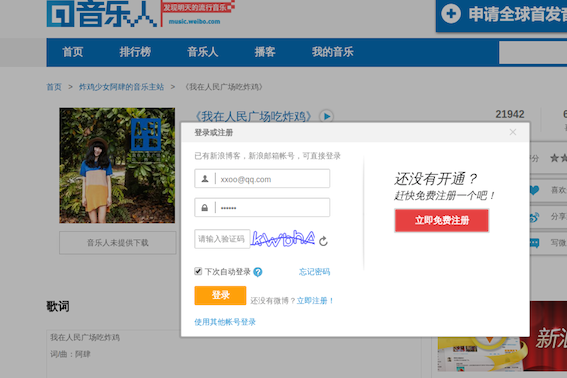 音乐人
发现明天的流行音乐
music.weibo.com
申请全球首发
首页
排行榜
音乐人
播客
我的音乐
首页 > 炸鸡少女阿肆的音乐主站 > 《我在人民广场吃炸鸡》
《我在人民广场吃炸鸡》
21942
6
音乐人未提供下载
评分
喜欢
分享
写微
登录或注册
已有新浪博客，新浪邮箱帐号，可直接登录
xxoo@qq.com
••••••
请输入验证码
kwphA
下次自动登录
忘记密码
登录
还没有微博？立即注册！
使用其他帐号登录
还没有开通？
赶快免费注册一个吧！
立即免费注册
歌词
我在人民广场吃炸鸡
词/曲：阿肆
新浪